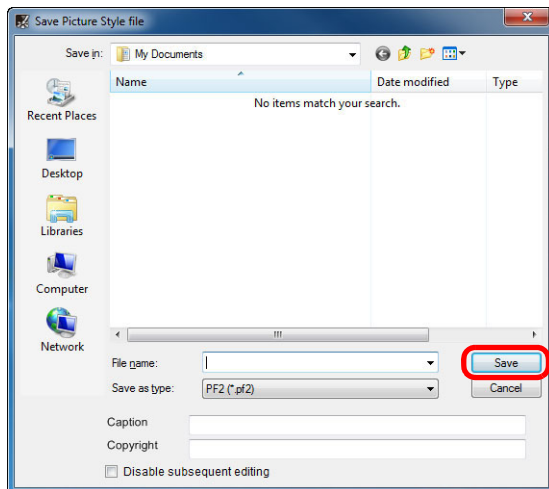 Save Picture Style file
Save in: My Documents
Name Date modified Type
No items match your search.
Recent Places
Desktop
Libraries
Computer
Network
File name: Save
Save as type: PF2 (*.pf2) Cancel
Caption
Copyright
Disable subsequent editing